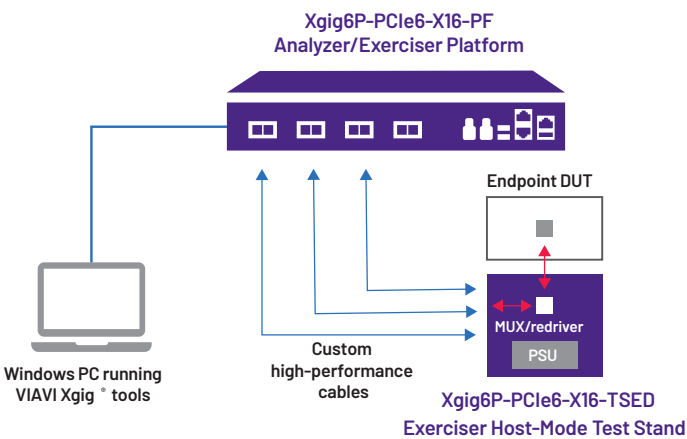 Xgig6P-PCIe6-X16-PF
Analyzer/Exerciser Platform
Endpoint DUT
MUX/redriver
PSU
Custom
high-performance
cables
Windows PC running
VIAVI Xgig ® tools
Xgig6P-PCIe6-X16-TSED
Exerciser Host-Mode Test Stand